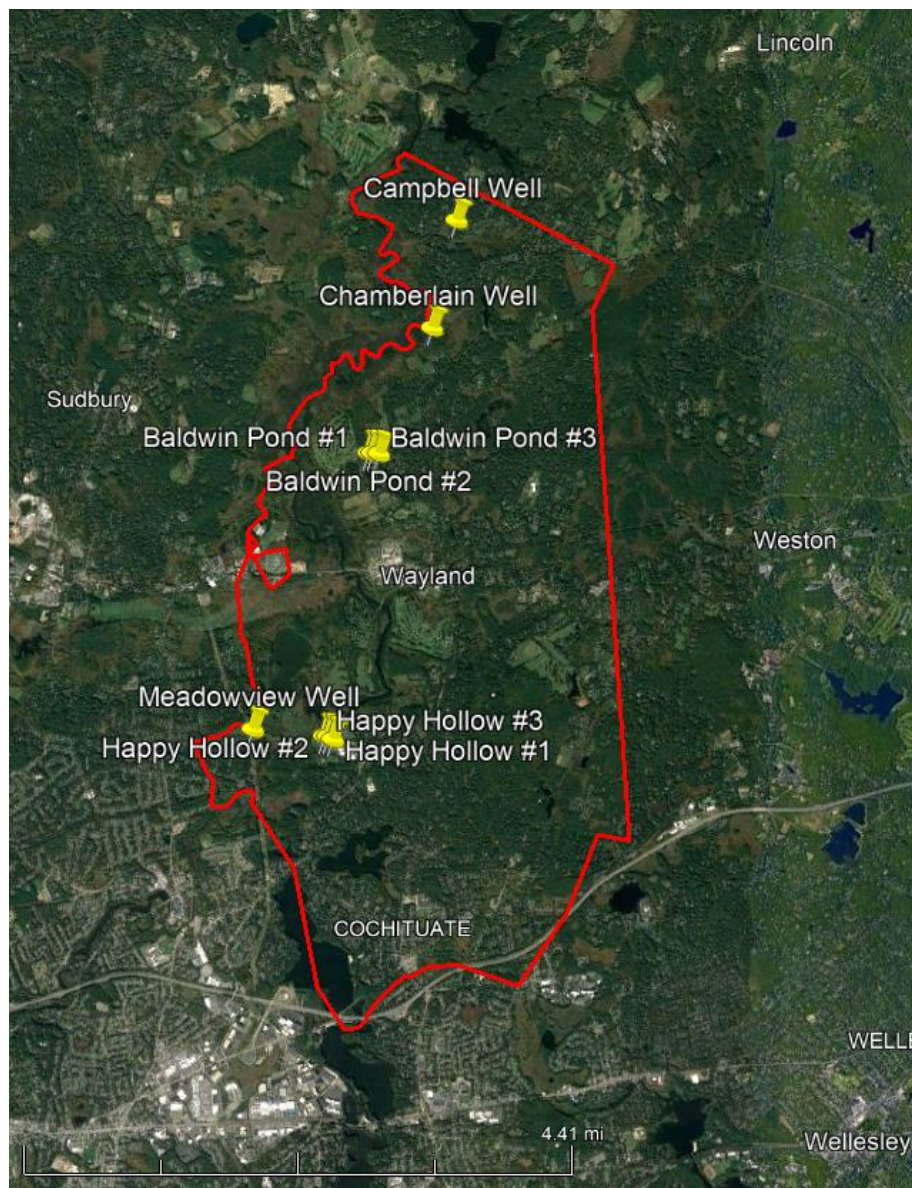 Lincoln
Campbell Well
Chamberlain Well
Sudbury
Baldwin Pond #1
Baldwin Pond #3
Baldwin Pond #2
Weston
Wayland
Meadowview Well
Happy Hollow #3
Happy Hollow #2
Happy Hollow #1
COCHITUATE
WELLE
4.41 mi
Wellesley